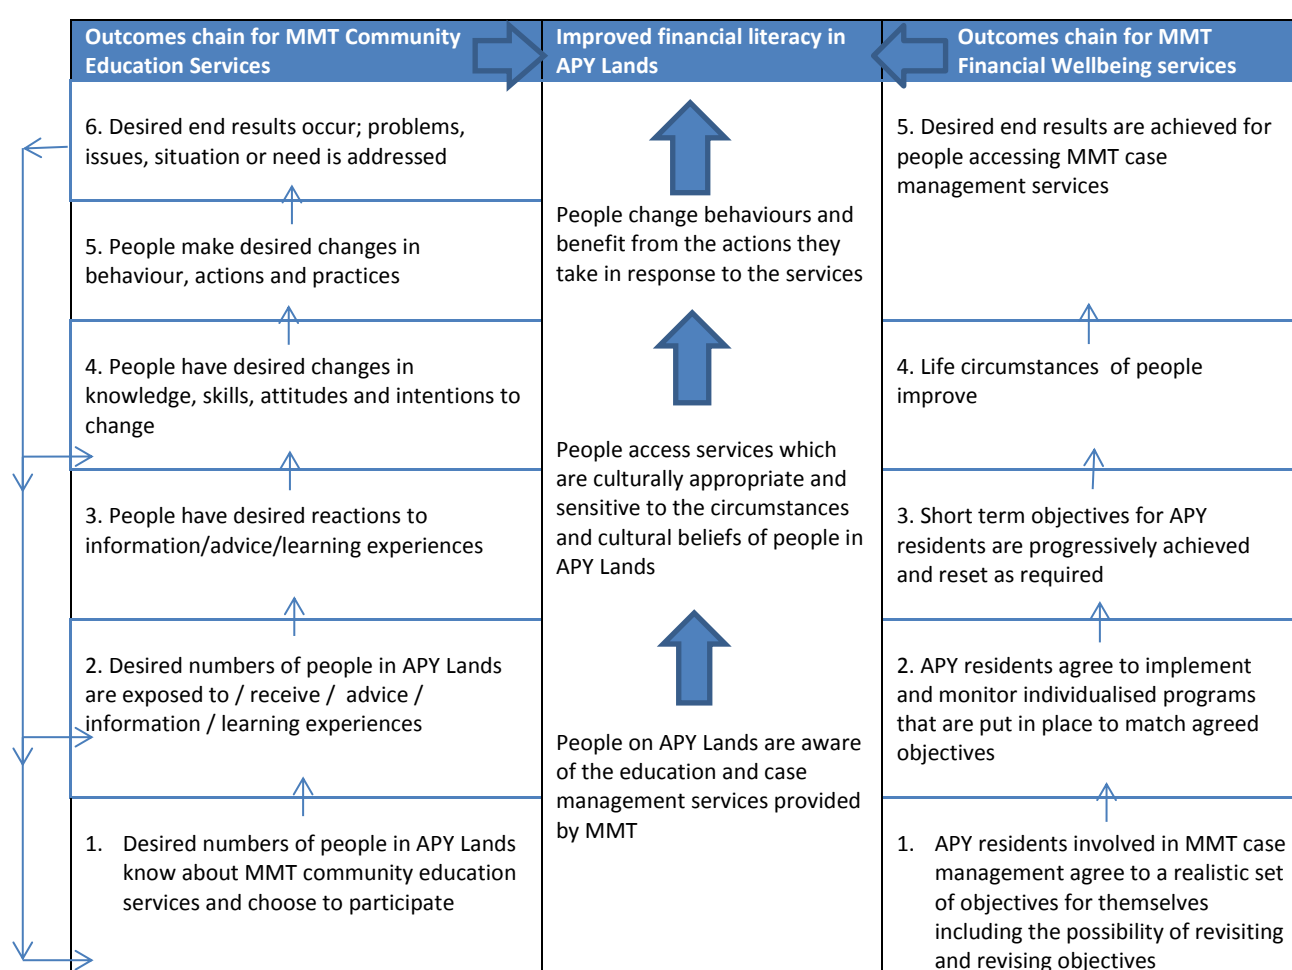 Outcomes chain for MMT Community
Education Services
6. Desired end results occur; problems,
issues, situation or need is addressed
5. People make desired changes in
behaviour, actions and practices
4. People have desired changes in
knowledge, skills, attitudes and intentions to
change
3. People have desired reactions to
information/advice/learning experiences
2. Desired numbers of people in APY Lands
are exposed to / receive / advice /
information / learning experiences
1. Desired numbers of people in APY Lands
know about MMT community education
services and choose to participate
Improved financial literacy in
APY Lands
People change behaviours and
benefit from the actions they
take in response to the services
People access services which
are culturally appropriate and
sensitive to the circumstances
and cultural beliefs of people in
APY Lands
People on APY Lands are aware
of the education and case
management services provided
by MMT
Outcomes chain for MMT
Financial Wellbeing services
5. Desired end results are achieved for
people accessing MMT case
management services
4. Life circumstances of people
improve
3. Short term objectives for APY
residents are progressively achieved
and reset as required
2. APY residents agree to implement
and monitor individualised programs
that are put in place to match agreed
objectives
1. APY residents involved in MMT case
management agree to a realistic set
of objectives for themselves
including the possibility of revisiting
and revising objectives